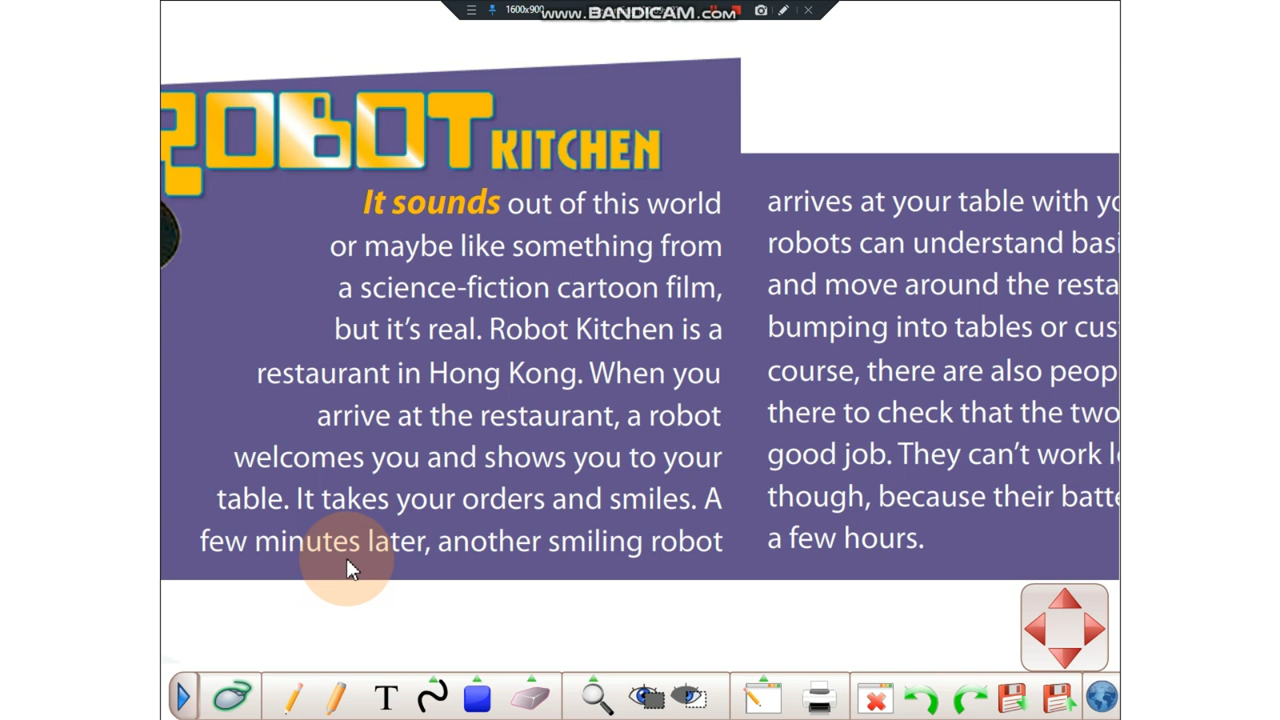 1600x900
www.BANDICAM.com
ROBOT KITCHEN
It sounds out of this world
or maybe like something from
a science-fiction cartoon film,
but it's real. Robot Kitchen is a
restaurant in Hong Kong. When you
arrive at the restaurant, a robot
welcomes you and shows you to your
table. It takes your orders and smiles. A
few minutes later, another smiling robot
arrives at your table with yo
robots can understand basi
and move around the resta
bumping into tables or cus
course, there are also peop
there to check that the two
good job. They can't work l
though, because their batte
a few hours.
T